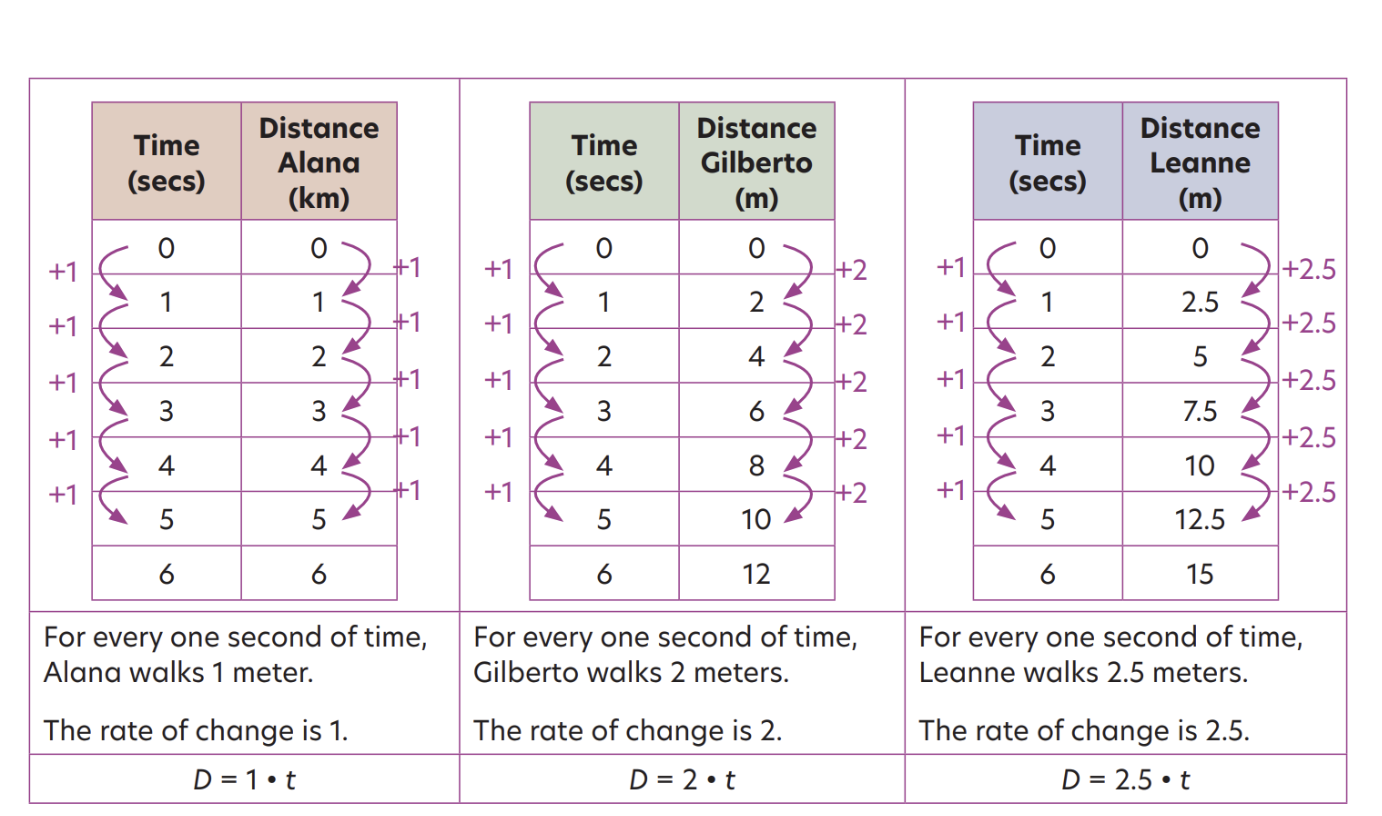 Time (secs) Distance Alana (km)
0 0
+1 +1
1 1
+1 +1
2 2
+1 +1
3 3
+1 +1
4 4
+1 +1
5 5
6 6
For every one second of time,
Alana walks 1 meter.
The rate of change is 1.
D = 1 • t
Time (secs) Distance Gilberto (m)
0 0
+1 +2
1 2
+1 +2
2 4
+1 +2
3 6
+1 +2
4 8
+1 +2
5 10
6 12
For every one second of time,
Gilberto walks 2 meters.
The rate of change is 2.
D = 2 • t
Time (secs) Distance Leanne (m)
0 0
+1 +2.5
1 2.5
+1 +2.5
2 5
+1 +2.5
3 7.5
+1 +2.5
4 10
+1 +2.5
5 12.5
6 15
For every one second of time,
Leanne walks 2.5 meters.
The rate of change is 2.5.
D = 2.5 • t